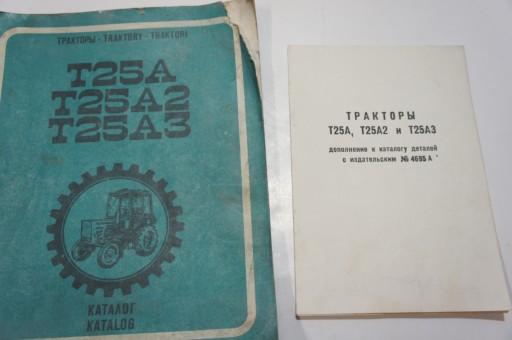 ТРАКТОРЫ - TRAKTORY - TRAKTORI
Т25А
Т25А2
Т25А3
КАТАЛОГ
KATALOG
ТРАКТОРЫ
Т25А, Т25А2 и Т25А3
дополнение к каталогу деталей
с издательским № 4695 А